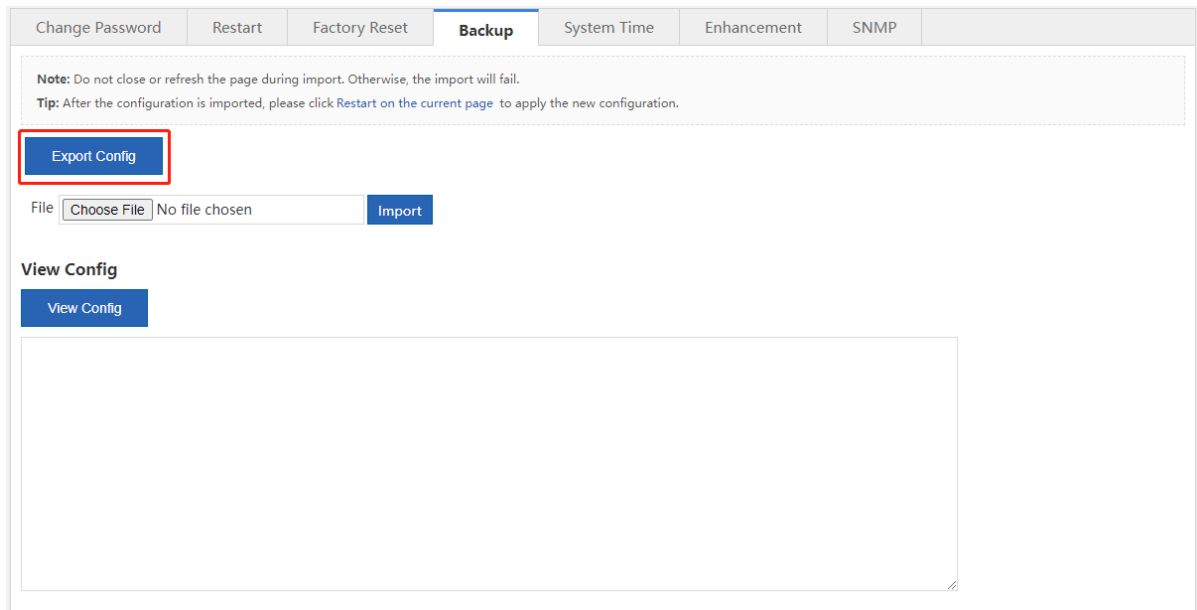 Change Password Restart Factory Reset Backup System Time Enhancement SNMP
Note: Do not close or refresh the page during import. Otherwise, the import will fail.
Tip: After the configuration is imported, please click Restart on the current page to apply the new configuration.
Export Config
File Choose File No file chosen Import
View Config
View Config